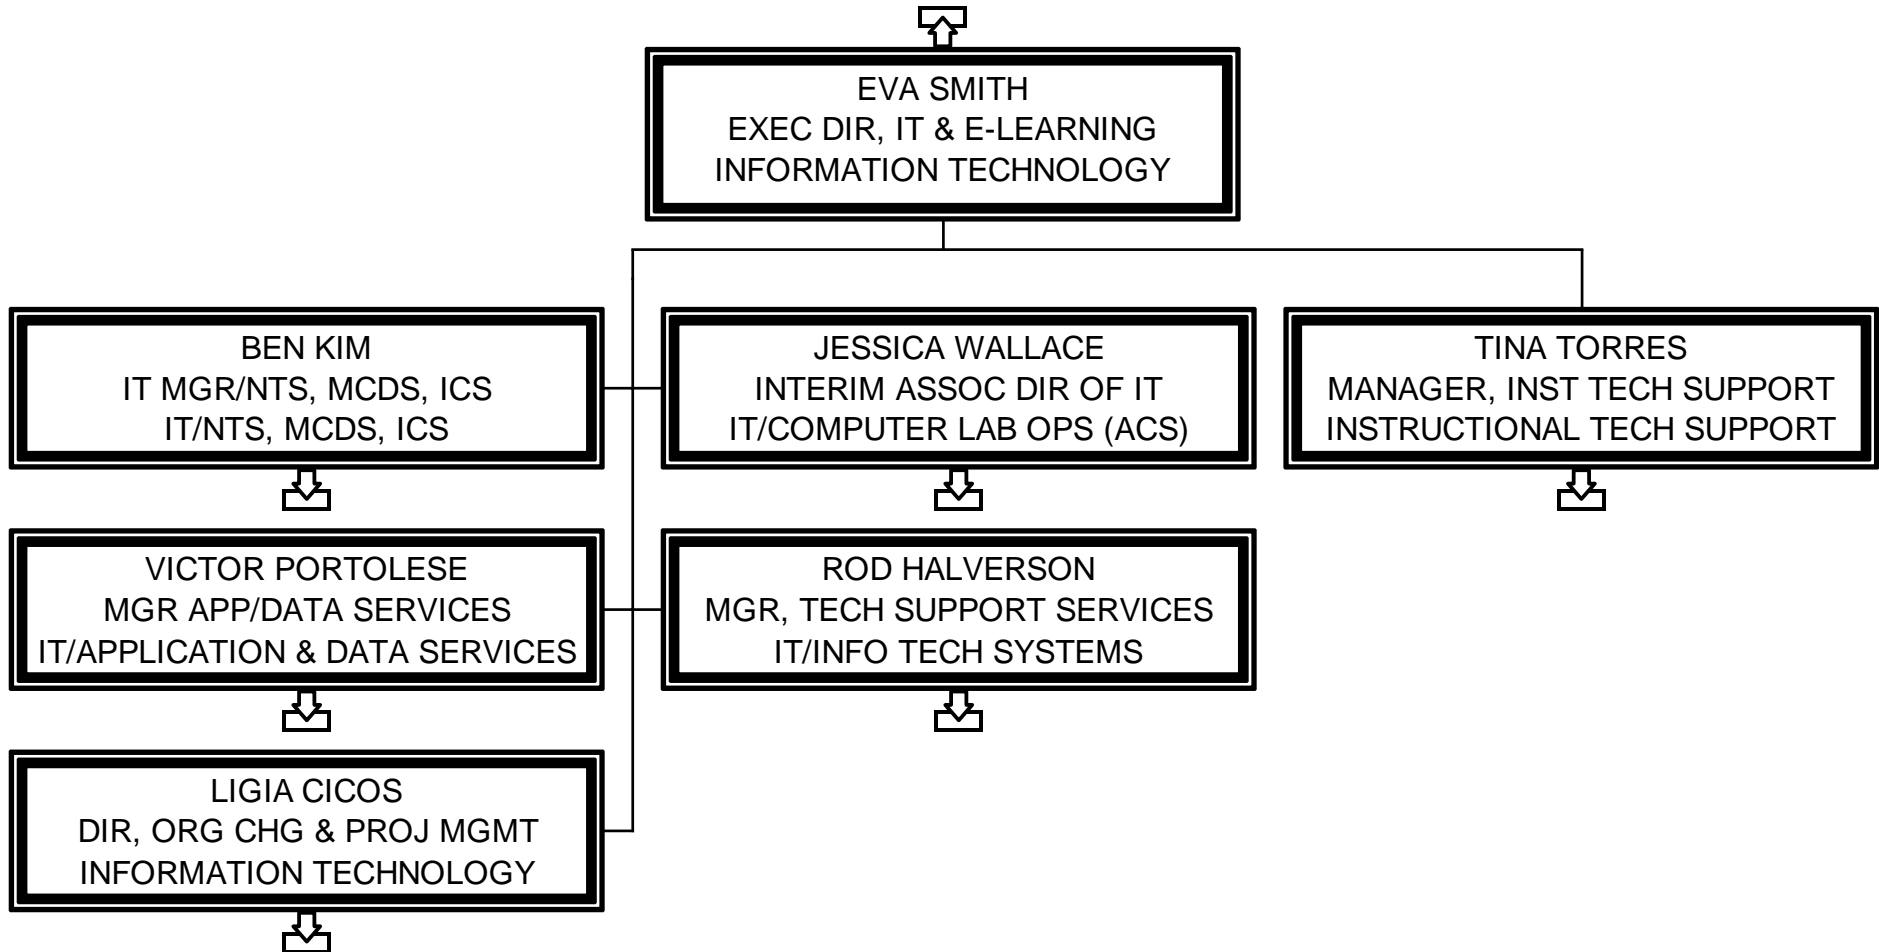 EVA SMITH
EXEC DIR, IT & E-LEARNING
INFORMATION TECHNOLOGY
BEN KIM
IT MGR/NTS, MCDS, ICS
IT/NTS, MCDS, ICS
JESSICA WALLACE
INTERIM ASSOC DIR OF IT
IT/COMPUTER LAB OPS (ACS)
TINA TORRES
MANAGER, INST TECH SUPPORT
INSTRUCTIONAL TECH SUPPORT
VICTOR PORTOLESE
MGR APP/DATA SERVICES
IT/APPLICATION & DATA SERVICES
ROD HALVERSON
MGR, TECH SUPPORT SERVICES
IT/INFO TECH SYSTEMS
LIGIA CICOS
DIR, ORG CHG & PROJ MGMT
INFORMATION TECHNOLOGY